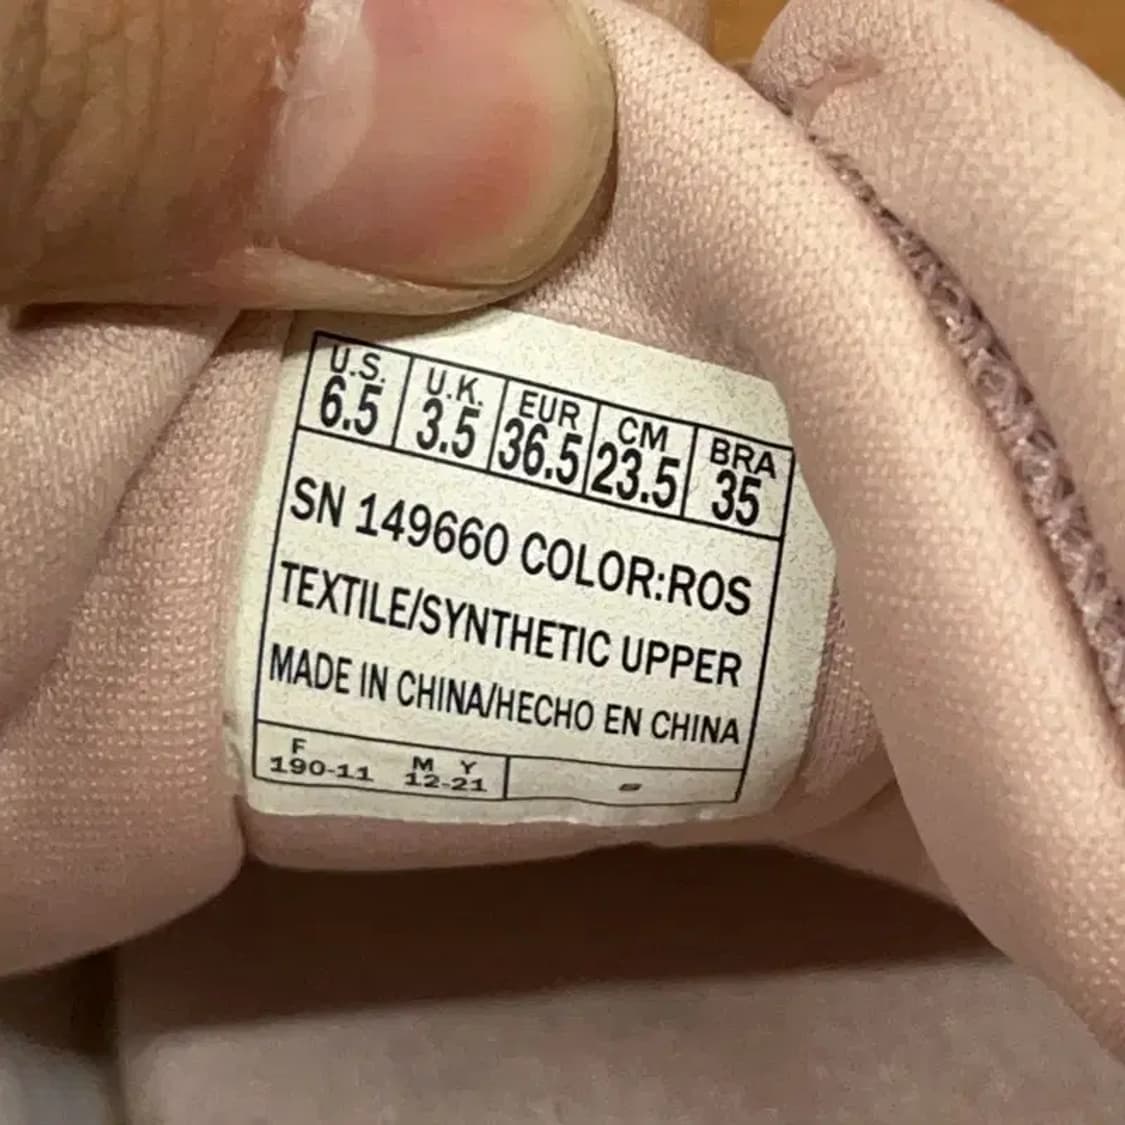 U.S. U.K. EUR CM BRA
6.5 3.5 36.5 23.5 35
SN 149660 COLOR:ROS
TEXTILE/SYNTHETIC UPPER
MADE IN CHINA/HECHO EN CHINA
F M Y
190-11 12-21